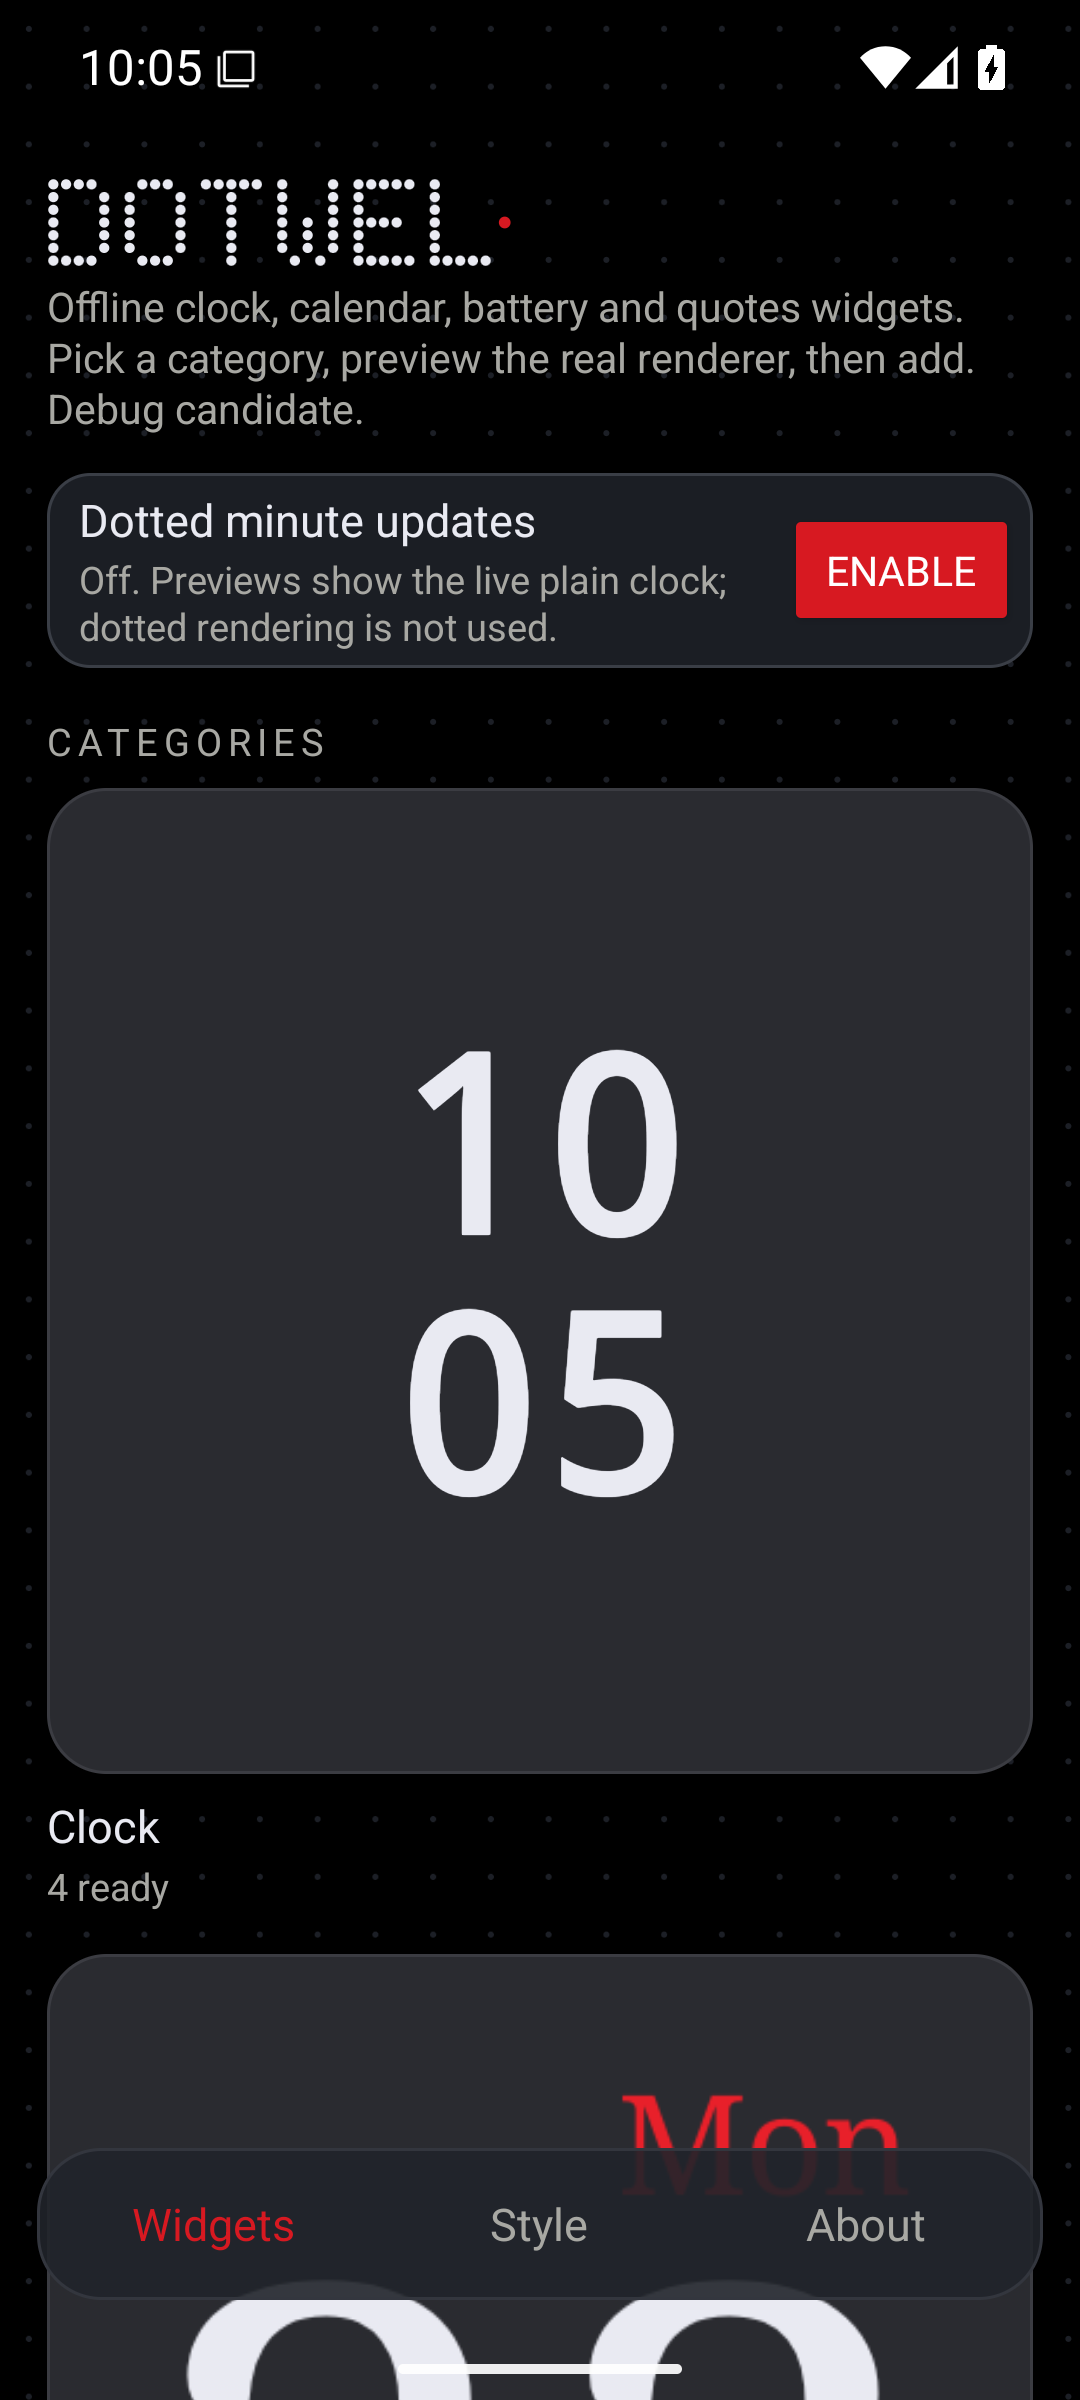 10:05
DOTWEL.
Offline clock, calendar, battery and quotes widgets.
Pick a category, preview the real renderer, then add.
Debug candidate.
Dotted minute updates
Off. Previews show the live plain clock;
dotted rendering is not used.
ENABLE
CATEGORIES
10
05
Clock
4 ready
Mon
Widgets
Style
About